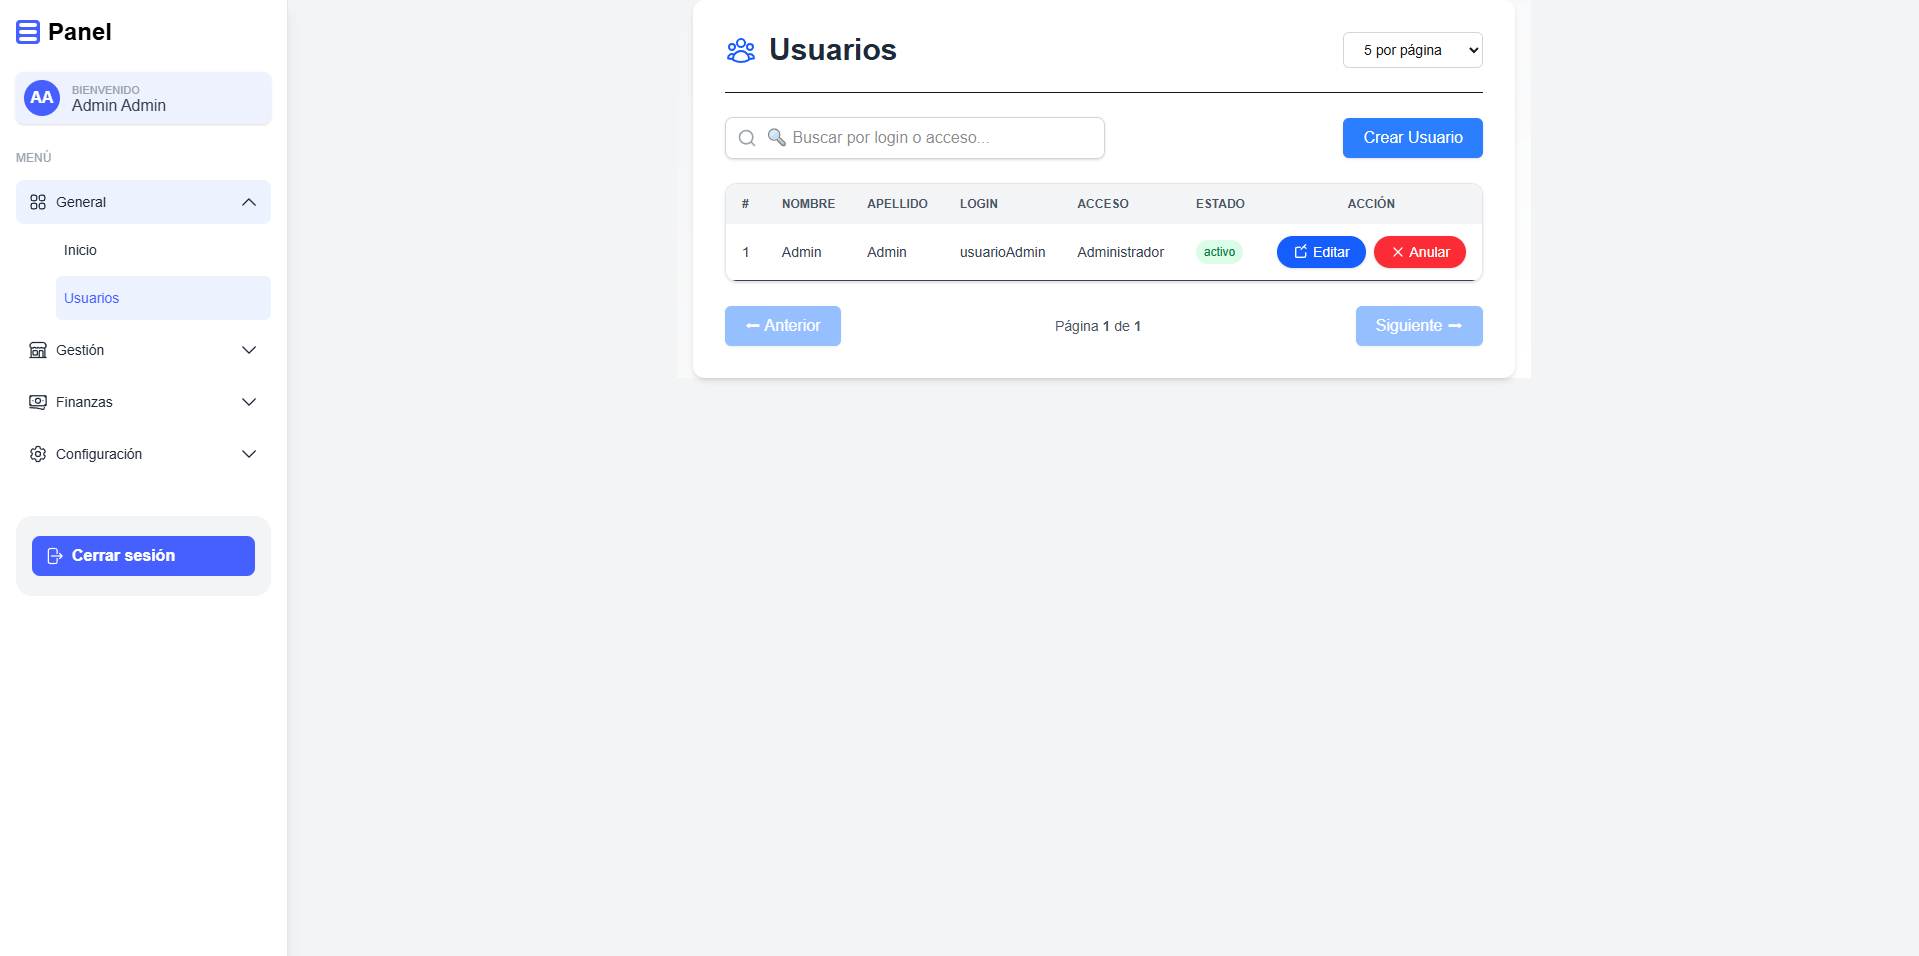 Panel
AA
BIENVENIDO
Admin Admin
MENÚ
General
Inicio
Usuarios
Gestión
Finanzas
Configuración
Cerrar sesión
Usuarios
5 por página
🔍 Buscar por login o acceso...
Crear Usuario
# NOMBRE APELLIDO LOGIN ACCESO ESTADO ACCIÓN
1 Admin Admin usuarioAdmin Administrador activo Editar Anular
⬅ Anterior Página 1 de 1 Siguiente ➡